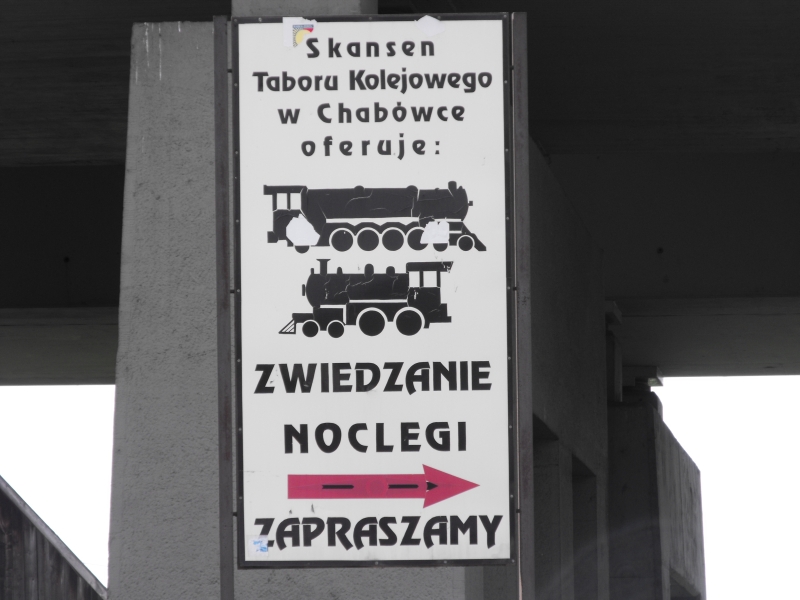 Skansen
Taboru Kolejowego
w Chabówce
oferuje:
ZWIEDZANIE
NOCLEGI
ZAPRASZAMY